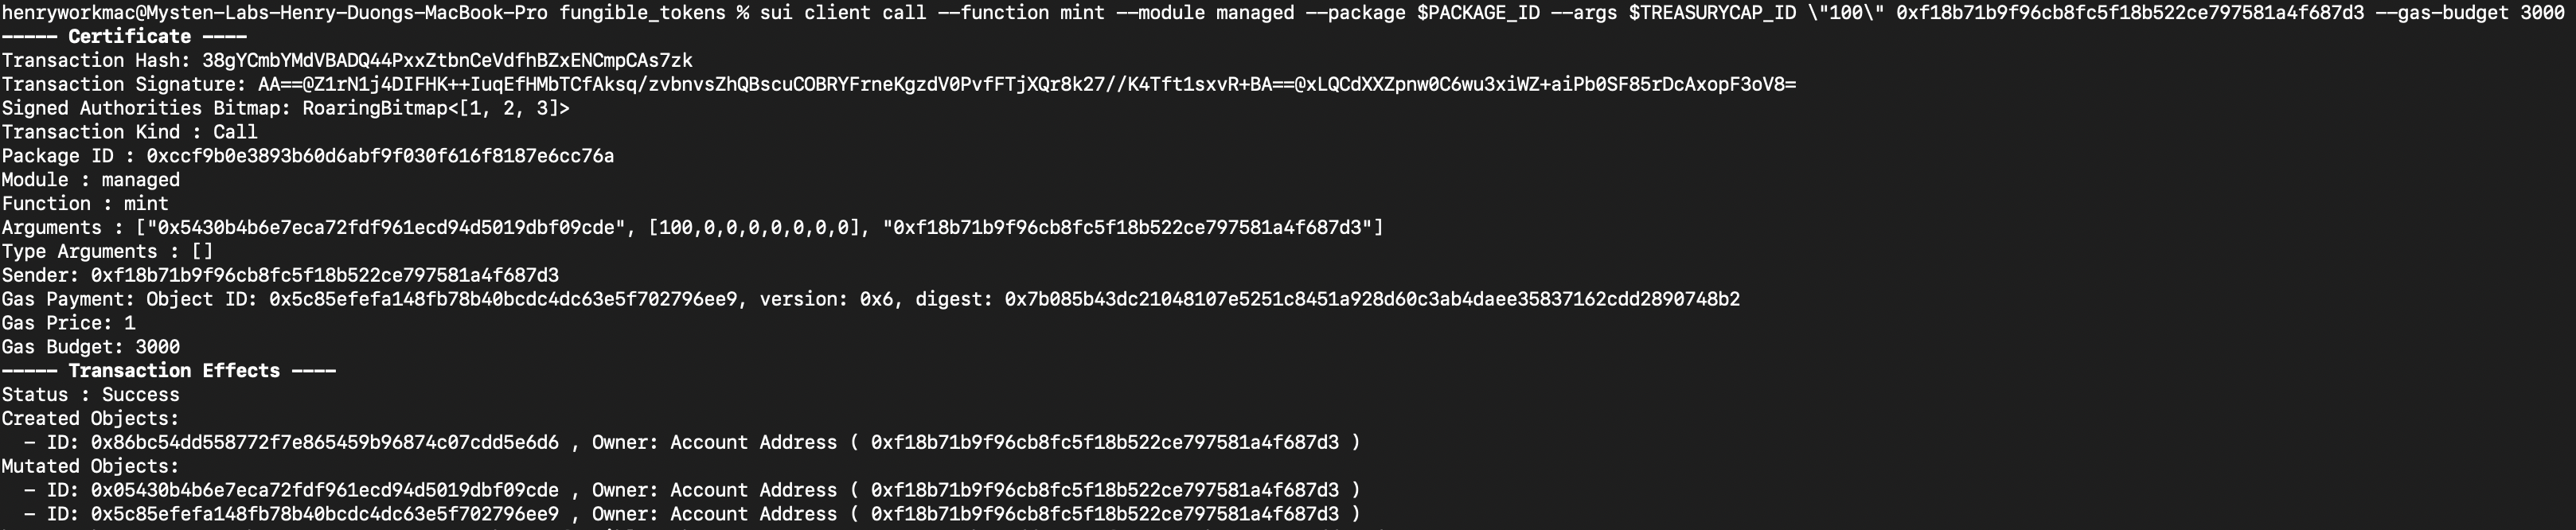 henryworkmac@Mysten-Labs-Henry-Duongs-MacBook-Pro fungible_tokens % sui client call --function mint --module managed --package $PACKAGE_ID --args $TREASURYCAP_ID \"100\" 0xf18b71b9f96cb8fc5f18b522ce797581a4f687d3 --gas-budget 3000
----- Certificate ----
Transaction Hash: 38gYCmbYMdVBADQ44PxxZtbnCeVdfhBZxENCmpCAs7zk
Transaction Signature: AA==@Z1rN1j4DIFHK++IuqEfHMbTCfAksq/zvbnvsZhQBscuCOBRYFrneKgzdV0PvfFTjXQr8k27//K4Tft1sxvR+BA==@xLQCdXXZpnw0C6wu3xiWZ+aiPb0SF85rDcAxopF3oV8=
Signed Authorities Bitmap: RoaringBitmap<[1, 2, 3]>
Transaction Kind : Call
Package ID : 0xccf9b0e3893b60d6abf9f030f616f8187e6cc76a
Module : managed
Function : mint
Arguments : ["0x5430b4b6e7eca72fdf961ecd94d5019dbf09cde", [100,0,0,0,0,0,0,0], "0xf18b71b9f96cb8fc5f18b522ce797581a4f687d3"]
Type Arguments : []
Sender: 0xf18b71b9f96cb8fc5f18b522ce797581a4f687d3
Gas Payment: Object ID: 0x5c85efefa148fb78b40bcdc4dc63e5f702796ee9, version: 0x6, digest: 0x7b085b43dc21048107e5251c8451a928d60c3ab4daee35837162cdd2890748b2
Gas Price: 1
Gas Budget: 3000
----- Transaction Effects ----
Status : Success
Created Objects:
  - ID: 0x86bc54dd558772f7e865459b96874c07cdd5e6d6 , Owner: Account Address ( 0xf18b71b9f96cb8fc5f18b522ce797581a4f687d3 )
Mutated Objects:
  - ID: 0x05430b4b6e7eca72fdf961ecd94d5019dbf09cde , Owner: Account Address ( 0xf18b71b9f96cb8fc5f18b522ce797581a4f687d3 )
  - ID: 0x5c85efefa148fb78b40bcdc4dc63e5f702796ee9 , Owner: Account Address ( 0xf18b71b9f96cb8fc5f18b522ce797581a4f687d3 )